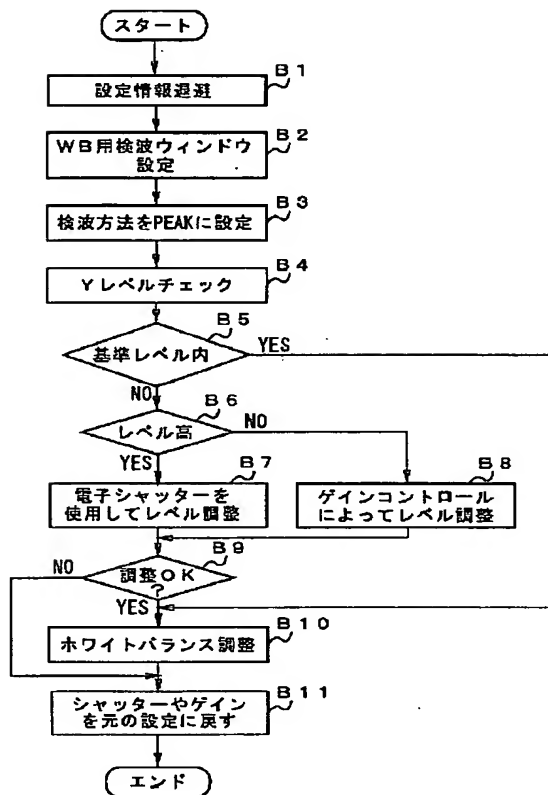 スタート
B1
設定情報退避
B2
WB用検波ウィンドウ
設定
B3
検波方法をPEAKに設定
B4
Yレベルチェック
B5
基準レベル内
YES
NO
B6
レベル高
NO
YES
B7
電子シャッターを
使用してレベル調整
B8
ゲインコントロール
によってレベル調整
B9
NO
調整OK
?
YES
B10
ホワイトバランス調整
B11
シャッターやゲイン
を元の設定に戻す
エンド